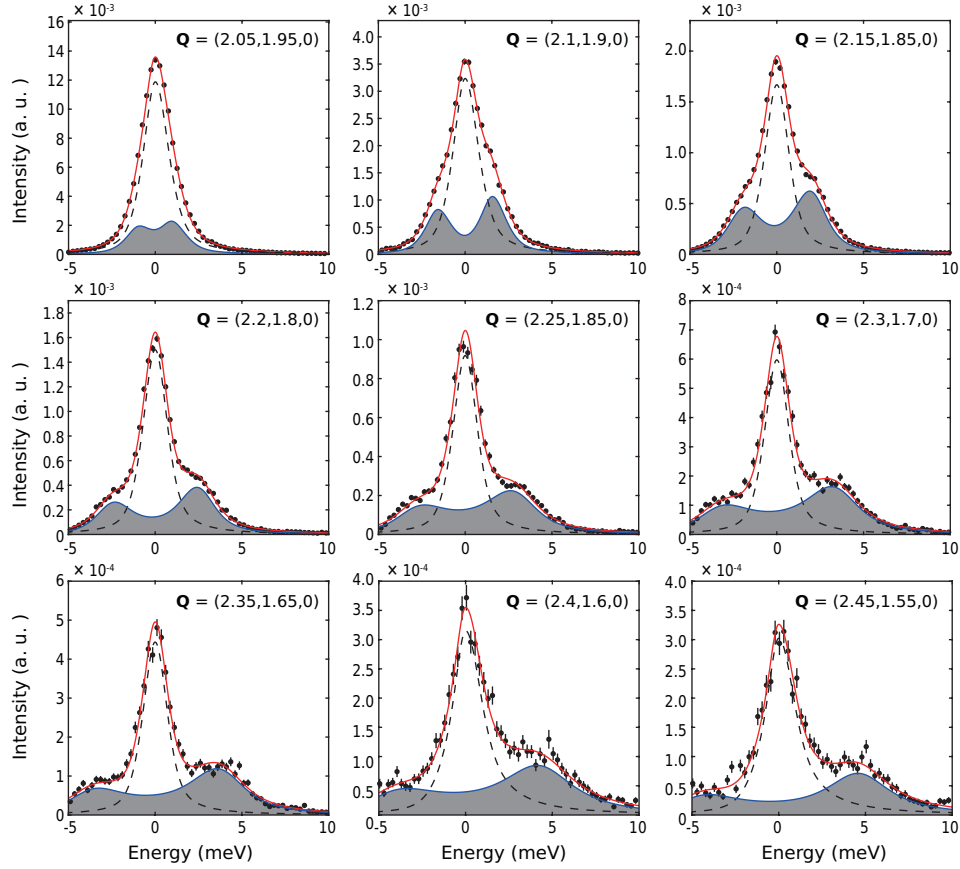 × 10⁻³ × 10⁻³ × 10⁻³
Q = (2.05,1.95,0) Q = (2.1,1.9,0) Q = (2.15,1.85,0)
Intensity (a. u. )
16 14 12 10 8 6 4 2 0
4.0 3.5 3.0 2.5 2.0 1.5 1.0 0.5 0
2.0 1.5 1.0 0.5 0
-5 0 5 10 -5 0 5 10 -5 0 5 10
× 10⁻³ × 10⁻³ × 10⁻⁴
Q = (2.2,1.8,0) Q = (2.25,1.85,0) Q = (2.3,1.7,0)
Intensity (a. u. )
1.8 1.6 1.4 1.2 1.0 0.8 0.6 0.4 0.2 0
1.2 1.0 0.8 0.6 0.4 0.2 0
8 7 6 5 4 3 2 1 0
-5 0 5 10 -5 0 5 10 -5 0 5 10
× 10⁻⁴ × 10⁻⁴ × 10⁻⁴
Q = (2.35,1.65,0) Q = (2.4,1.6,0) Q = (2.45,1.55,0)
Intensity (a. u. )
6 5 4 3 2 1 0
4.0 3.5 3.0 2.5 2.0 1.5 1.0 0.5 0
4.0 3.5 3.0 2.5 2.0 1.5 1.0 0.5 0
-5 0 5 10 -5 0 5 10 -5 0 5 10
Energy (meV) Energy (meV) Energy (meV)